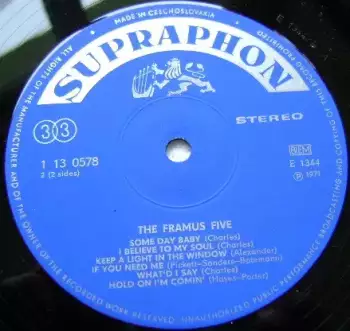 MADE IN CZECHOSLOVAKIA
ALL RIGHTS OF THE MANUFACTURER AND OF THE OWNER OF THE RECORDED WORK RESERVED. UNAUTHORIZED PUBLIC PERFORMANCE BROADCASTING AND COPYING OF THIS RECORD PROHIBITED
SUPRAPHON
33
STEREO
1 13 0578
2 (2 sides)
E 1344
℗ 1971
THE FRAMUS FIVE
SOME DAY BABY (Charles)
I BELIEVE TO MY SOUL (Charles)
KEEP A LIGHT IN THE WINDOW (Alexander)
IF YOU NEED ME (Pickett-Sanders-Batermann)
WHAT'D I SAY (Charles)
HOLD ON I'M COMIN' (Hayes-Porter)